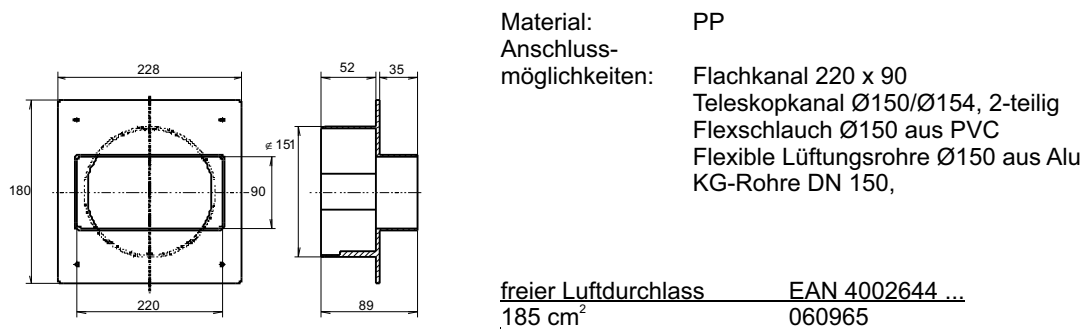 Material: PP
Anschluss-
möglichkeiten: Flachkanal 220 x 90
Teleskopkanal Ø150/Ø154, 2-teilig
Flexschlauch Ø150 aus PVC
Flexible Lüftungsrohre Ø150 aus Alu
KG-Rohre DN 150,
228
52 35
⌀ 151
180
90
220
89
freier Luftdurchlass EAN 4002644 ...
185 cm² 060965